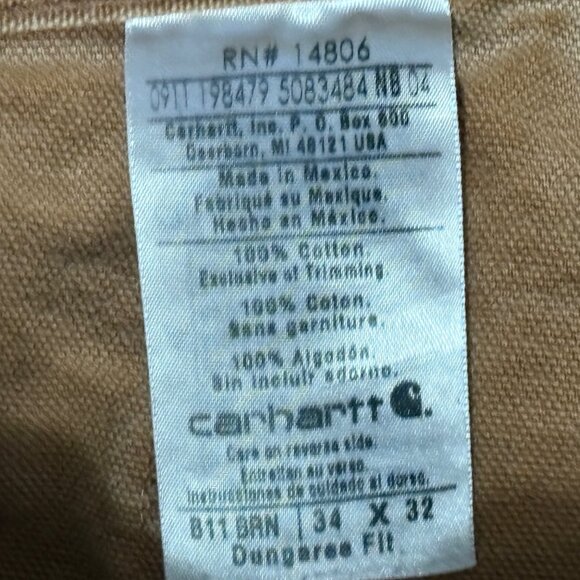 RN# 14806
0911 198479 5083484 NB 04
Carhartt, Inc. P. O. Box 600
Dearborn, MI 48121 USA
Made in Mexico.
Fabriqué au Mexique.
Hecho en México.
100% Cotton.
Exclusive of Trimming.
100% Coton.
Sans garniture.
100% Algodón.
Sin incluir adorno.
carhartt
Care on reverse side.
Entretien au verso.
Instrucciones de cuidado al dorso.
B11 BRN 34 X 32
Dungaree Fit